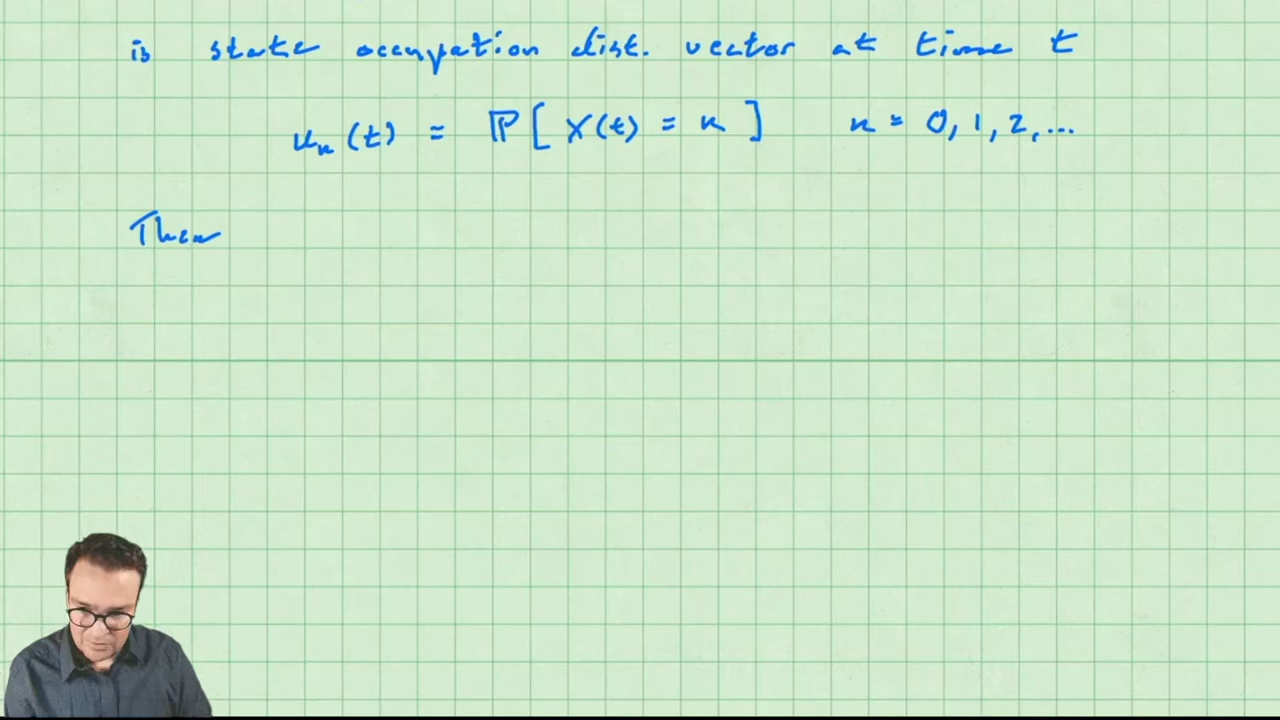 is state occupation dist. vector at time t
u_n(t) = ℙ[ X(t) = n ] n = 0, 1, 2, ...
Then